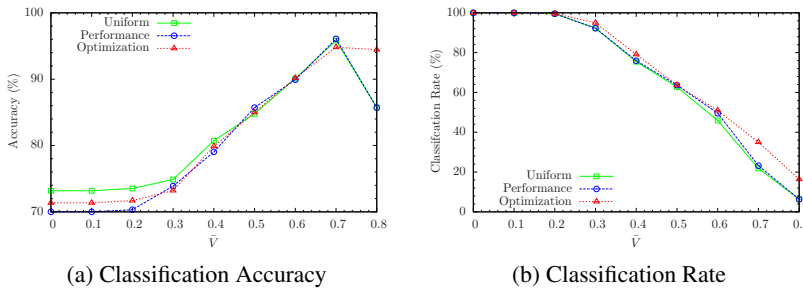 Uniform
Performance
Optimization
100
90
80
70
Accuracy (%)
0 0.1 0.2 0.3 0.4 0.5 0.6 0.7 0.8
V̄
(a) Classification Accuracy
100
80
60
40
20
0
Classifcation Rate (%)
Uniform
Performance
Optimization
0 0.1 0.2 0.3 0.4 0.5 0.6 0.7 0.
V̄
(b) Classification Rate